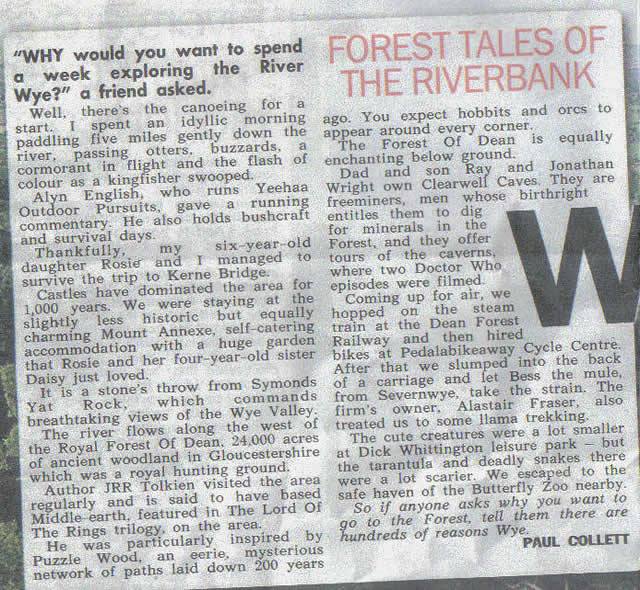 FOREST TALES OF
THE RIVERBANK
"WHY would you want to spend
a week exploring the River
Wye?" a friend asked.
Well, there's the canoeing for a
start. I spent an idyllic morning
paddling five miles gently down the
river, passing otters, buzzards, a
cormorant in flight and the flash of
colour as a kingfisher swooped.
Alyn English, who runs Yeehaa
Outdoor Pursuits, gave a running
commentary. He also holds bushcraft
and survival days.
Thankfully, my six-year-old
daughter Rosie and I managed to
survive the trip to Kerne Bridge.
Castles have dominated the area for
1,000 years. We were staying at the
slightly less historic but equally
charming Mount Annexe, self-catering
accommodation with a huge garden
that Rosie and her four-year-old sister
Daisy just loved.
It is a stone's throw from Symonds
Yat Rock, which commands
breathtaking views of the Wye Valley.
The river flows along the west of
the Royal Forest Of Dean, 24,000 acres
of ancient woodland in Gloucestershire
which was a royal hunting ground.
Author JRR Tolkien visited the area
regularly and is said to have based
Middle-earth, featured in The Lord Of
The Rings trilogy, on the area.
He was particularly inspired by
Puzzle Wood, an eerie, mysterious
network of paths laid down 200 years
ago. You expect hobbits and orcs to
appear around every corner.
The Forest Of Dean is equally
enchanting below ground.
Dad and son Ray and Jonathan
Wright own Clearwell Caves. They are
freeminers, men whose birthright
entitles them to dig
for minerals in the
Forest, and they offer
tours of the caverns,
where two Doctor Who
episodes were filmed.
Coming up for air, we
hopped on the steam
train at the Dean Forest
Railway and then hired
bikes at Pedalabikeaway Cycle Centre.
After that we slumped into the back
of a carriage and let Bess the mule,
from Severnwye, take the strain. The
firm's owner, Alastair Fraser, also
treated us to some llama trekking.
The cute creatures were a lot smaller
at Dick Whittington leisure park – but
the tarantula and deadly snakes there
were a lot scarier. We escaped to the
safe haven of the Butterfly Zoo nearby.
So if anyone asks why you want to
go to the Forest, tell them there are
hundreds of reasons Wye.
PAUL COLLETT
W